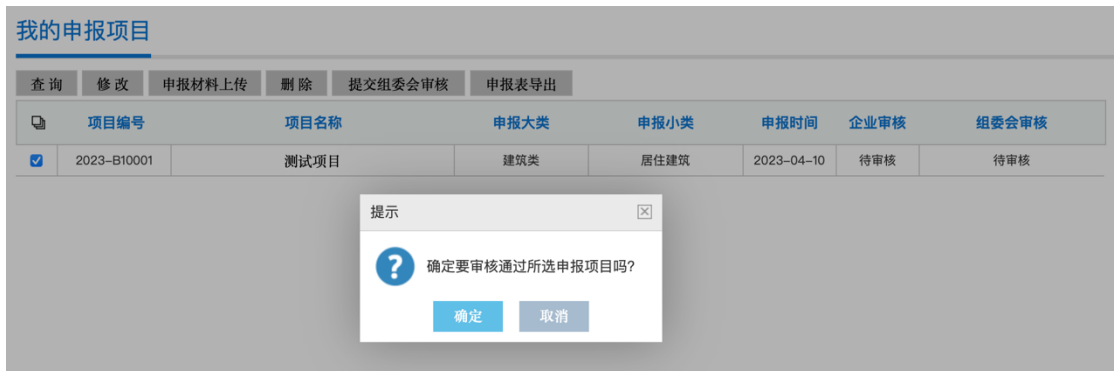 我的申报项目
查 询 修 改 申报材料上传 删 除 提交组委会审核 申报表导出
项目编号 项目名称 申报大类 申报小类 申报时间 企业审核 组委会审核
2023-B10001 测试项目 建筑类 居住建筑 2023-04-10 待审核 待审核
提示
确定要审核通过所选申报项目吗?
确定 取消